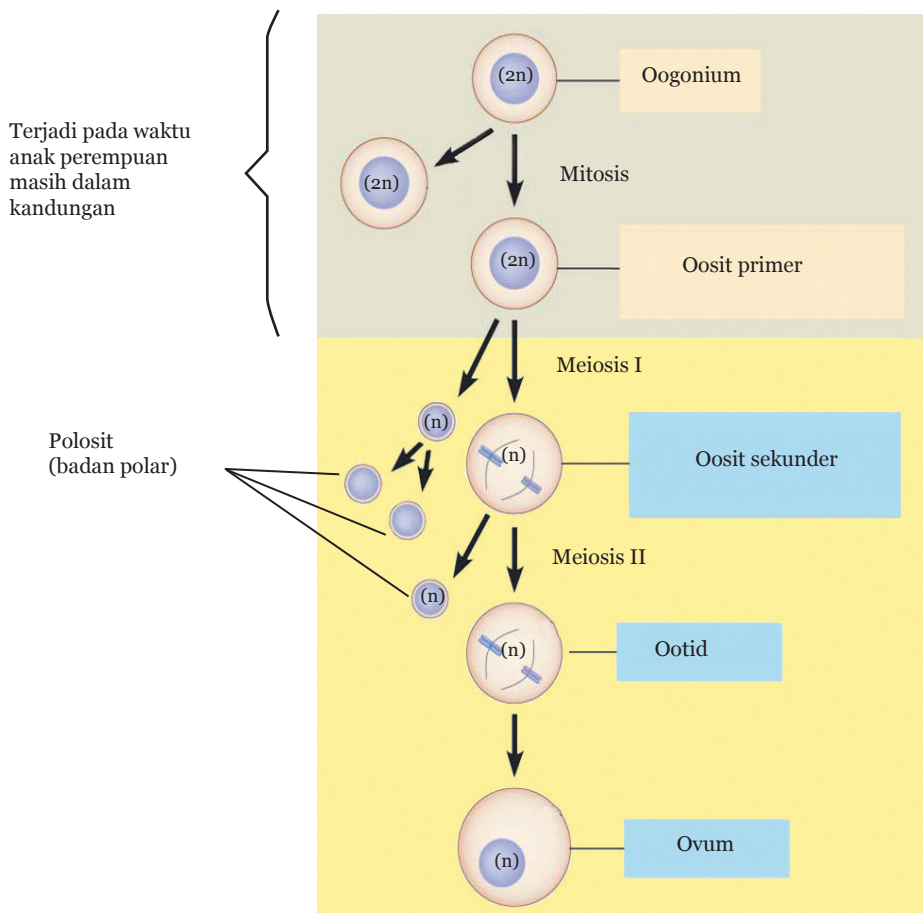 (2n)
Oogonium
Terjadi pada waktu
anak perempuan
masih dalam
kandungan
(2n)
Mitosis
(2n)
Oosit primer
Meiosis I
(n)
Polosit
(badan polar)
(n)
Oosit sekunder
Meiosis II
(n)
(n)
Ootid
(n)
Ovum